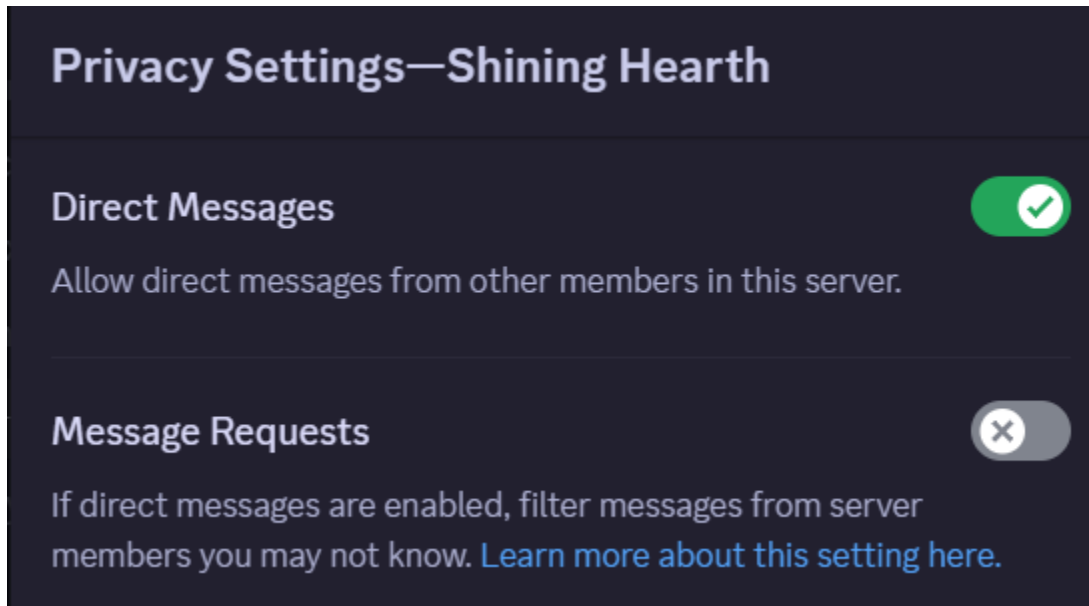 Privacy Settings—Shining Hearth
Direct Messages
Allow direct messages from other members in this server.
Message Requests
If direct messages are enabled, filter messages from server
members you may not know. Learn more about this setting here.